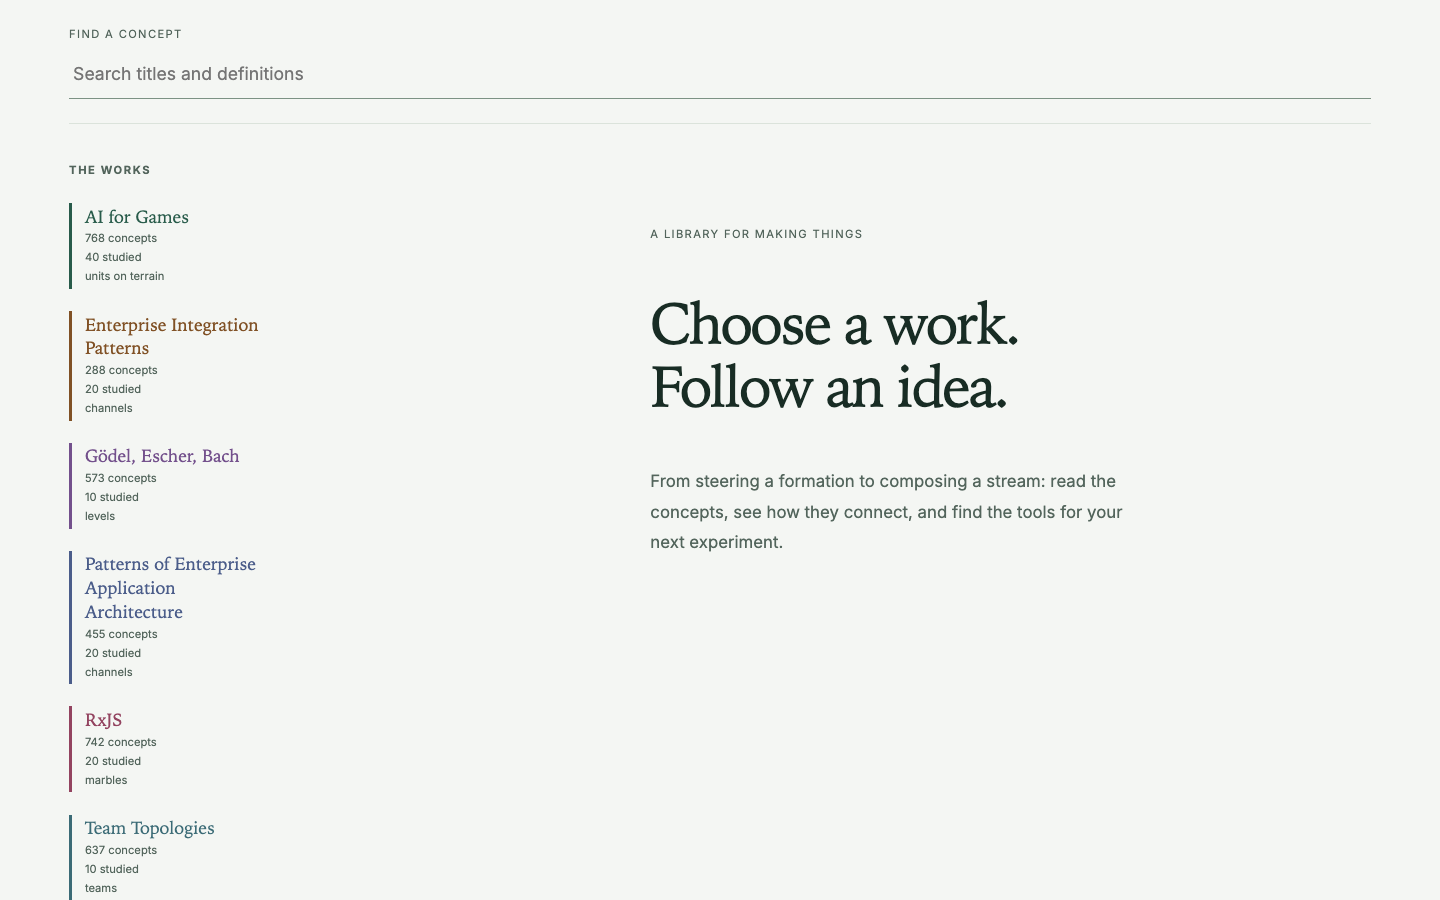 FIND A CONCEPT
Search titles and definitions
THE WORKS
AI for Games
768 concepts
40 studied
units on terrain
Enterprise Integration
Patterns
288 concepts
20 studied
channels
Gödel, Escher, Bach
573 concepts
10 studied
levels
Patterns of Enterprise
Application
Architecture
455 concepts
20 studied
channels
RxJS
742 concepts
20 studied
marbles
Team Topologies
637 concepts
10 studied
teams
A LIBRARY FOR MAKING THINGS
Choose a work.
Follow an idea.
From steering a formation to composing a stream: read the
concepts, see how they connect, and find the tools for your
next experiment.